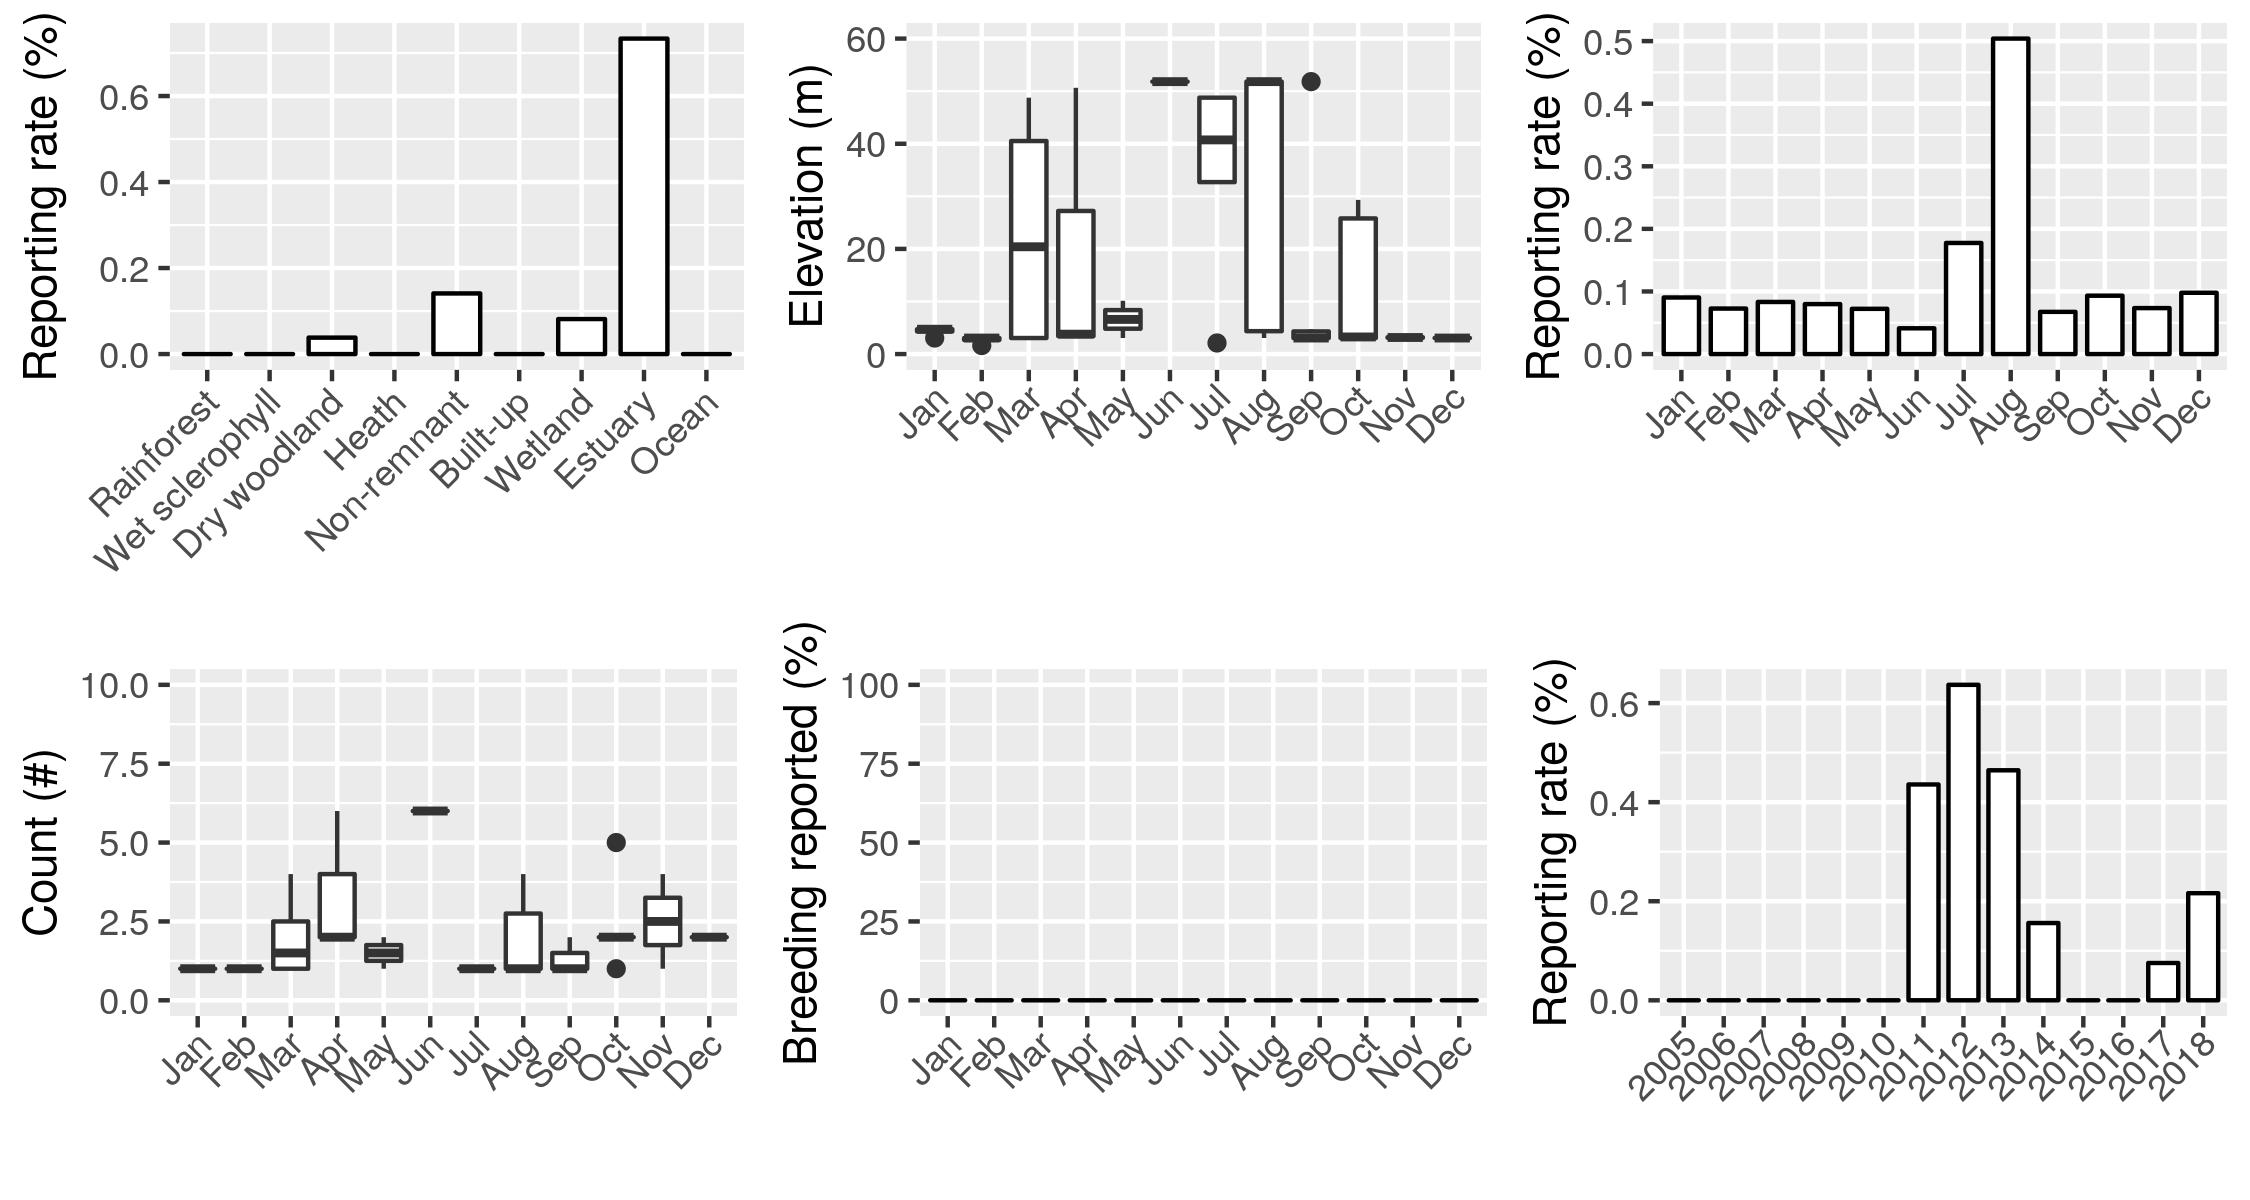 Reporting rate (%)
0.6
0.4
0.2
0.0
Rainforest
Wet sclerophyll
Dry woodland
Heath
Non-remnant
Built-up
Wetland
Estuary
Ocean
Elevation (m)
60
40
20
0
Jan
Feb
Mar
Apr
May
Jun
Jul
Aug
Sep
Oct
Nov
Dec
Reporting rate (%)
0.5
0.4
0.3
0.2
0.1
0.0
Jan
Feb
Mar
Apr
May
Jun
Jul
Aug
Sep
Oct
Nov
Dec
Count (#)
10.0
7.5
5.0
2.5
0.0
Jan
Feb
Mar
Apr
May
Jun
Jul
Aug
Sep
Oct
Nov
Dec
Breeding reported (%)
100
75
50
25
0
Jan
Feb
Mar
Apr
May
Jun
Jul
Aug
Sep
Oct
Nov
Dec
Reporting rate (%)
0.6
0.4
0.2
0.0
2005
2006
2007
2008
2009
2010
2011
2012
2013
2014
2015
2016
2017
2018